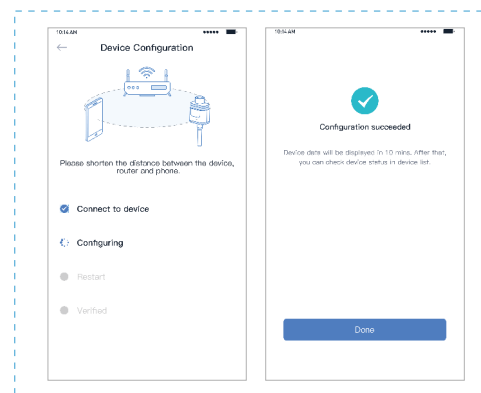 10:14 AM
Device Configuration
Please shorten the distance between the device,
router and phone.
Connect to device
Configuring
Restart
Verified
10:14 AM
Configuration succeeded
Device data will be displayed in 10 mins. After that,
you can check device status in device list.
Done